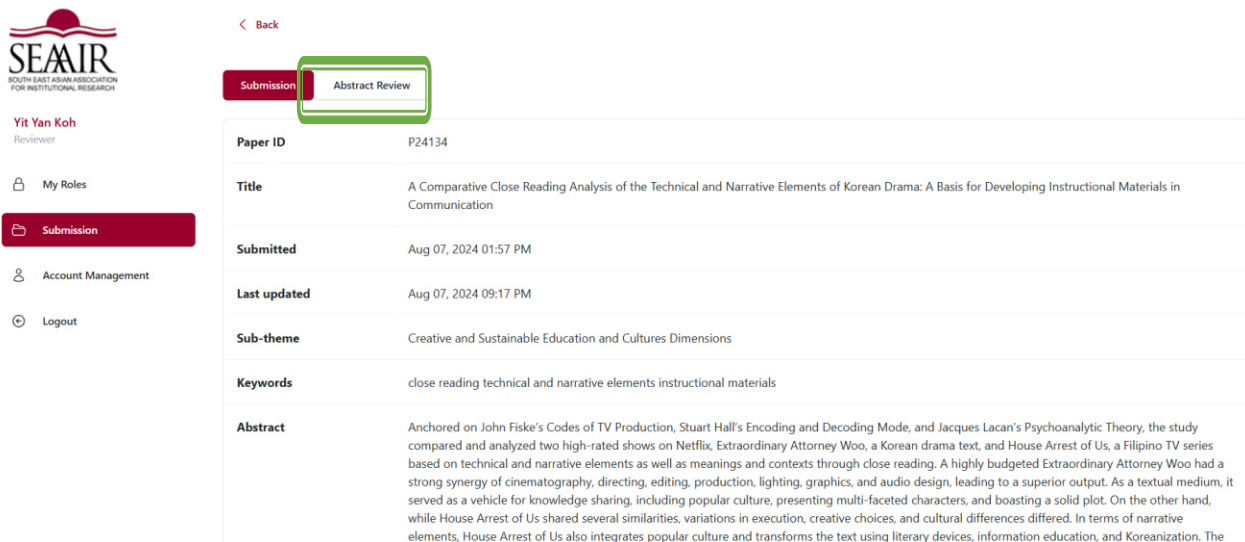 Back
SEAAIR
SOUTH EAST ASIAN ASSOCIATION
FOR INSTITUTIONAL RESEARCH
Submission
Abstract Review
Yit Yan Koh
Reviewer
My Roles
Submission
Account Management
Logout
Paper ID
P24134
Title
A Comparative Close Reading Analysis of the Technical and Narrative Elements of Korean Drama: A Basis for Developing Instructional Materials in
Communication
Submitted
Aug 07, 2024 01:57 PM
Last updated
Aug 07, 2024 09:17 PM
Sub-theme
Creative and Sustainable Education and Cultures Dimensions
Keywords
close reading technical and narrative elements instructional materials
Abstract
Anchored on John Fiske's Codes of TV Production, Stuart Hall's Encoding and Decoding Mode, and Jacques Lacan's Psychoanalytic Theory, the study
compared and analyzed two high-rated shows on Netflix, Extraordinary Attorney Woo, a Korean drama text, and House Arrest of Us, a Filipino TV series
based on technical and narrative elements as well as meanings and contexts through close reading. A highly budgeted Extraordinary Attorney Woo had a
strong synergy of cinematography, directing, editing, production, lighting, graphics, and audio design, leading to a superior output. As a textual medium, it
served as a vehicle for knowledge sharing, including popular culture, presenting multi-faceted characters, and boasting a solid plot. On the other hand,
while House Arrest of Us shared several similarities, variations in execution, creative choices, and cultural differences differed. In terms of narrative
elements, House Arrest of Us also integrates popular culture and transforms the text using literary devices, information education, and Koreanization. The